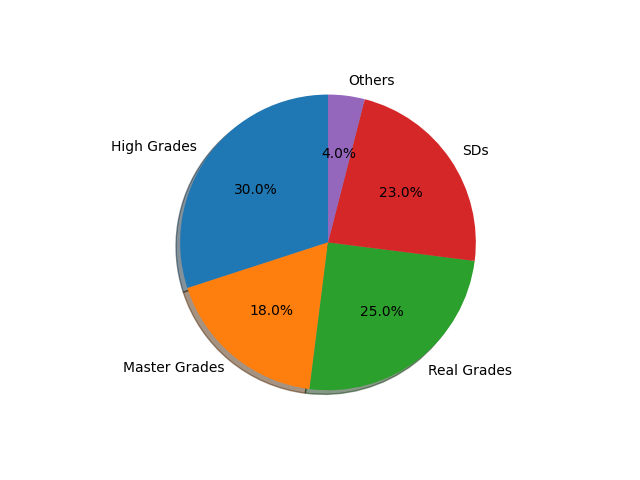 Others
High Grades
SDs
4.0%
30.0%
23.0%
18.0%
25.0%
Master Grades
Real Grades